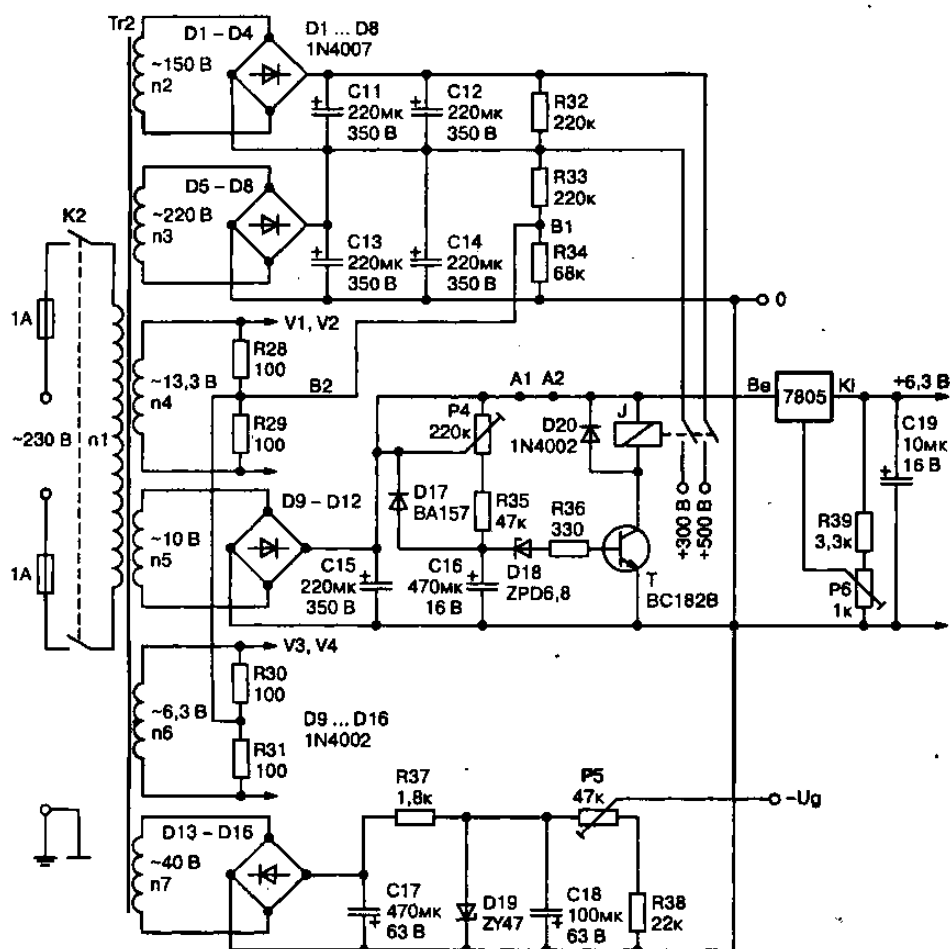 Tr2
D1 – D4
D1 ... D8
1N4007
~150 В
n2
C11
220мк
350 В
C12
220мк
350 В
R32
220к
D5 – D8
R33
220к
K2
~220 В
n3
B1
C13
220мк
350 В
C14
220мк
350 В
R34
68к
1A
0
V1, V2
R28
100
~13,3 В
n4
B2
A1 A2
Be
7805
Kl
+6,3 В
P4
220к
D20
1N4002
J
~230 В
n1
R29
100
C19
10мк
16 В
D9 – D12
D17
BA157
R35
47к
R36
330
+300 В
+500 В
R39
3,3к
~10 В
n5
1A
C15
220мк
350 В
C16
470мк
16 В
D18
ZPD6,8
T
BC182B
P6
1к
V3, V4
R30
100
~6,3 В
n6
D9 ... D16
1N4002
R31
100
R37
1,8к
P5
47к
–Ug
D13 – D16
~40 В
n7
C17
470мк
63 В
D19
ZY47
C18
100мк
63 В
R38
22к